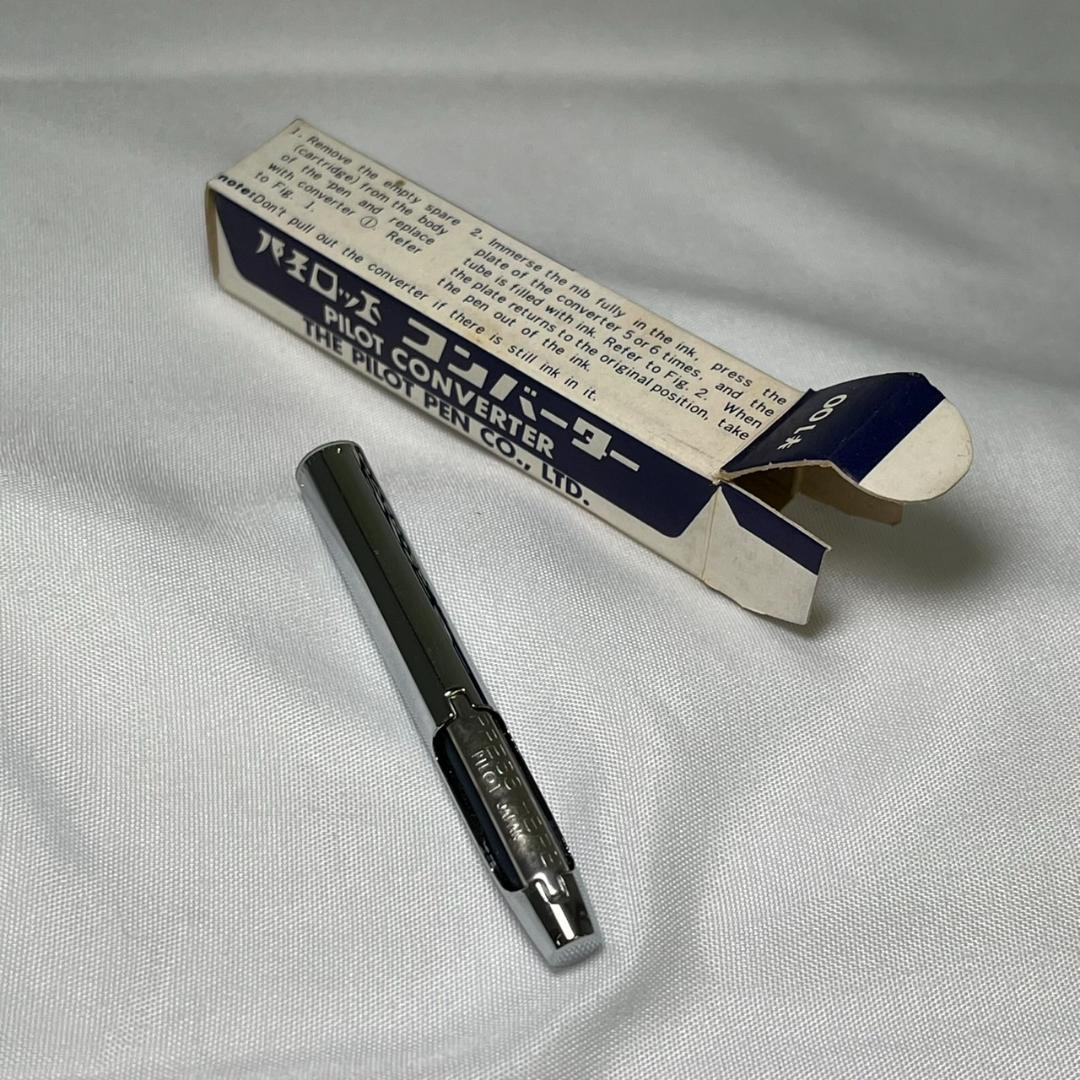 1. Remove the empty spare
(cartridge) from the body
of the pen and replace
with converter ①. Refer
to Fig. 1.
2. Immerse the nib fully in the ink, press the
plate of the converter 5 or 6 times, and the
tube is filled with ink. Refer to Fig. 2. When
the plate returns to the original position, take
the pen out of the ink.
note: Don't pull out the converter if there is still ink in it.
パイロット コンバーター
PILOT CONVERTER
THE PILOT PEN CO., LTD.
¥100
PRESS HERE
PILOT JAPAN